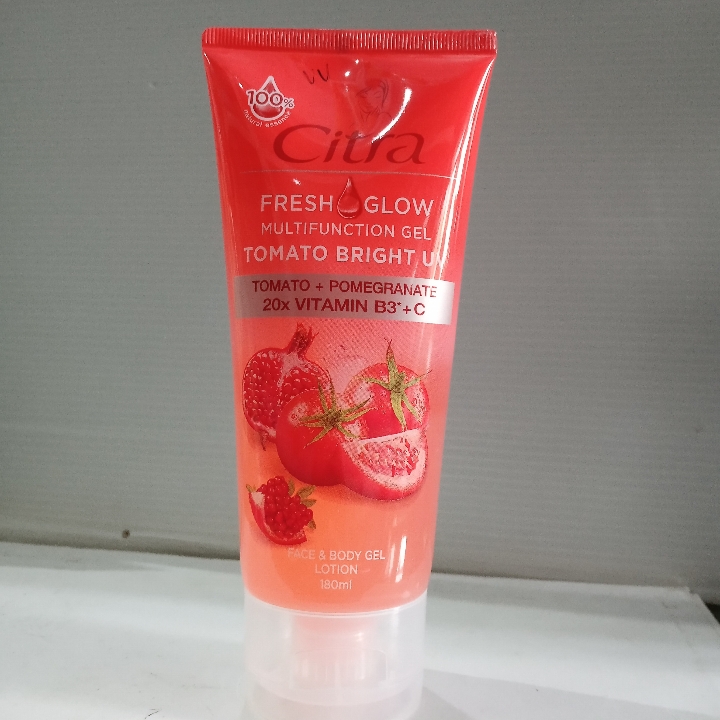 100%
natural essence
Citra
FRESH GLOW
MULTIFUNCTION GEL
TOMATO BRIGHT UV
TOMATO + POMEGRANATE
20x VITAMIN B3*+C
FACE & BODY GEL
LOTION
180ml